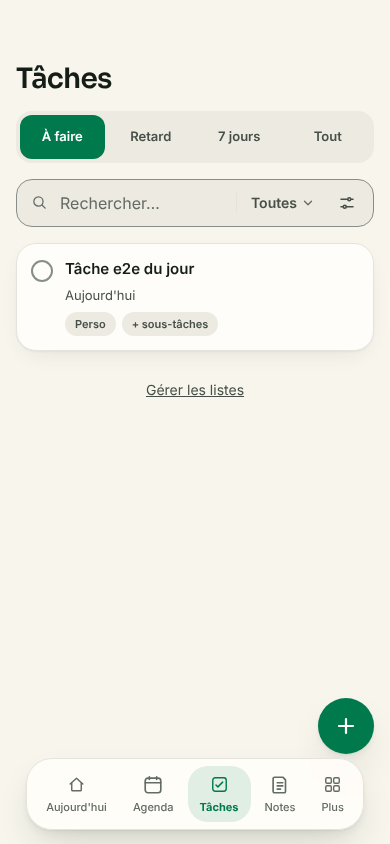 Tâches
À faire Retard 7 jours Tout
Rechercher... Toutes
Tâche e2e du jour
Aujourd'hui
Perso + sous-tâches
Gérer les listes
Aujourd'hui Agenda Tâches Notes Plus